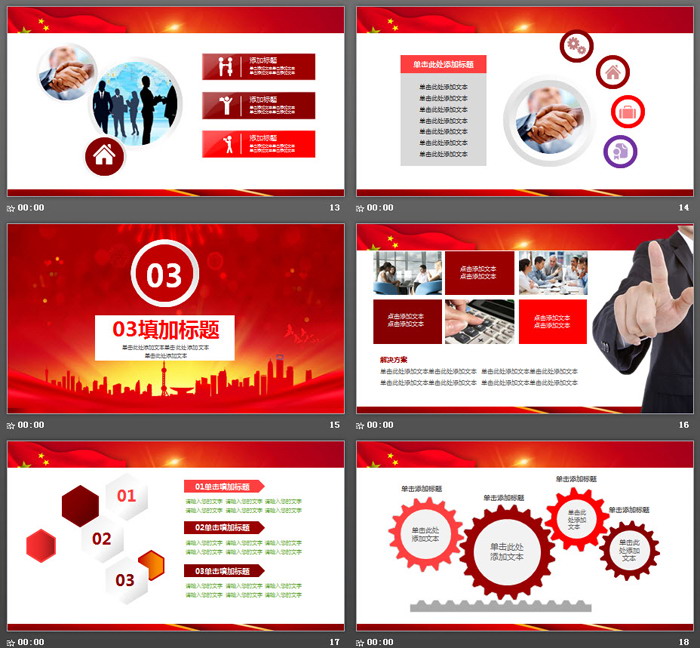 添加标题
单击此处添加文本单击此处
单击此处添加文本单击此处
添加标题
单击此处添加文本单击此处
单击此处添加文本单击此处
添加标题
单击此处添加文本单击此处
单击此处添加文本单击此处
00:00
13
单击此处添加标题
单击此处添加文本
单击此处添加文本
单击此处添加文本
单击此处添加文本
单击此处添加文本
单击此处添加文本
单击此处添加文本
00:00
14
03
03填加标题
单击此处添加文本单击此处添加文本
单击此处添加文本
00:00
15
点击添加文本
点击添加文本
点击添加文本
点击添加文本
点击添加文本
点击添加文本
解决方案
单击此处添加文本单击此处添加文本 单击此处添加文本单击此处添加文本
单击此处添加文本单击此处添加文本 单击此处添加文本单击此处添加文本
00:00
16
01
02
03
01单击填加标题
请输入您的文字 请输入您的文字 请输入您的文字
请输入您的文字 请输入您的文字 请输入您的文字
02单击填加标题
请输入您的文字 请输入您的文字 请输入您的文字
请输入您的文字 请输入您的文字 请输入您的文字
03单击填加标题
请输入您的文字 请输入您的文字 请输入您的文字
请输入您的文字 请输入您的文字 请输入您的文字
00:00
17
单击添加标题
单击此处
添加文本
单击添加标题
单击此处
添加文本
单击添加标题
单击此
处添加
文本
单击添加标题
单击此
处添加
文本
00:00
18